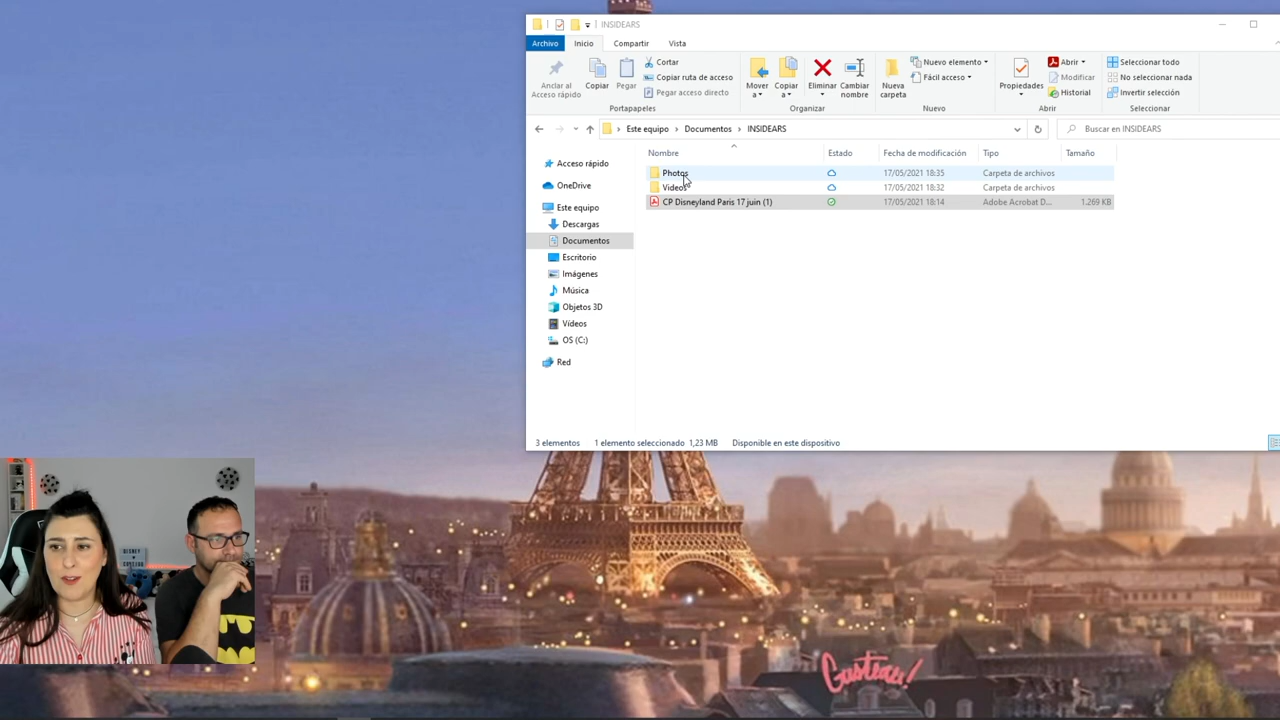 INSIDEARS
Archivo Inicio Compartir Vista
Anclar al Acceso rápido
Copiar
Pegar
Cortar
Copiar ruta de acceso
Pegar acceso directo
Portapapeles
Mover a
Copiar a
Eliminar
Cambiar nombre
Organizar
Nueva carpeta
Nuevo elemento
Fácil acceso
Nuevo
Propiedades
Abrir
Modificar
Historial
Abrir
Seleccionar todo
No seleccionar nada
Invertir selección
Seleccionar
Este equipo › Documentos › INSIDEARS
Buscar en INSIDEARS
Nombre Estado Fecha de modificación Tipo Tamaño
Photos 17/05/2021 18:35 Carpeta de archivos
Videos 17/05/2021 18:32 Carpeta de archivos
CP Disneyland Paris 17 juin (1) 17/05/2021 18:14 Adobe Acrobat D... 1.269 KB
Acceso rápido
OneDrive
Este equipo
Descargas
Documentos
Escritorio
Imágenes
Música
Objetos 3D
Vídeos
OS (C:)
Red
3 elementos 1 elemento seleccionado 1,23 MB Disponible en este dispositivo
Gusteau!